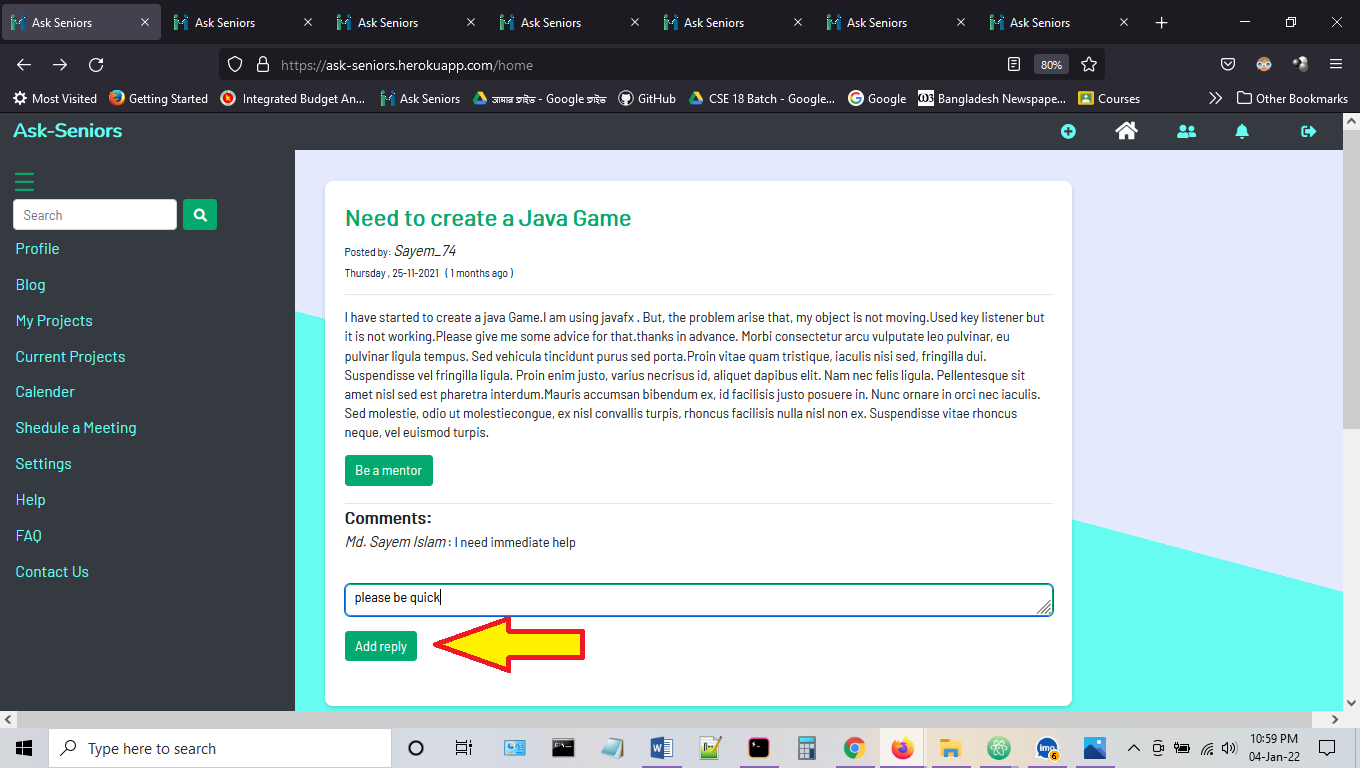 Ask Seniors
Ask Seniors
Ask Seniors
Ask Seniors
Ask Seniors
Ask Seniors
Ask Seniors
https://ask-seniors.herokuapp.com/home
80%
Most Visited
Getting Started
Integrated Budget An...
Ask Seniors
আমার ড্রাইভ - Google ড্রাইভ
GitHub
CSE 18 Batch - Google...
Google
Bangladesh Newspape...
Courses
Other Bookmarks
Ask-Seniors
Search
Profile
Blog
My Projects
Current Projects
Calender
Shedule a Meeting
Settings
Help
FAQ
Contact Us
Need to create a Java Game
Posted by: Sayem_74
Thursday , 25-11-2021 ( 1 months ago )
I have started to create a java Game.I am using javafx . But, the problem arise that, my object is not moving.Used key listener but
it is not working.Please give me some advice for that.thanks in advance. Morbi consectetur arcu vulputate leo pulvinar, eu
pulvinar ligula tempus. Sed vehicula tincidunt purus sed porta.Proin vitae quam tristique, iaculis nisi sed, fringilla dui.
Suspendisse vel fringilla ligula. Proin enim justo, varius necrisus id, aliquet dapibus elit. Nam nec felis ligula. Pellentesque sit
amet nisl sed est pharetra interdum.Mauris accumsan bibendum ex, id facilisis justo posuere in. Nunc ornare in orci nec iaculis.
Sed molestie, odio ut molestiecongue, ex nisl convallis turpis, rhoncus facilisis nulla nisl non ex. Suspendisse vitae rhoncus
neque, vel euismod turpis.
Be a mentor
Comments:
Md. Sayem Islam : I need immediate help
please be quick
Add reply
Type here to search
10:59 PM
04-Jan-22